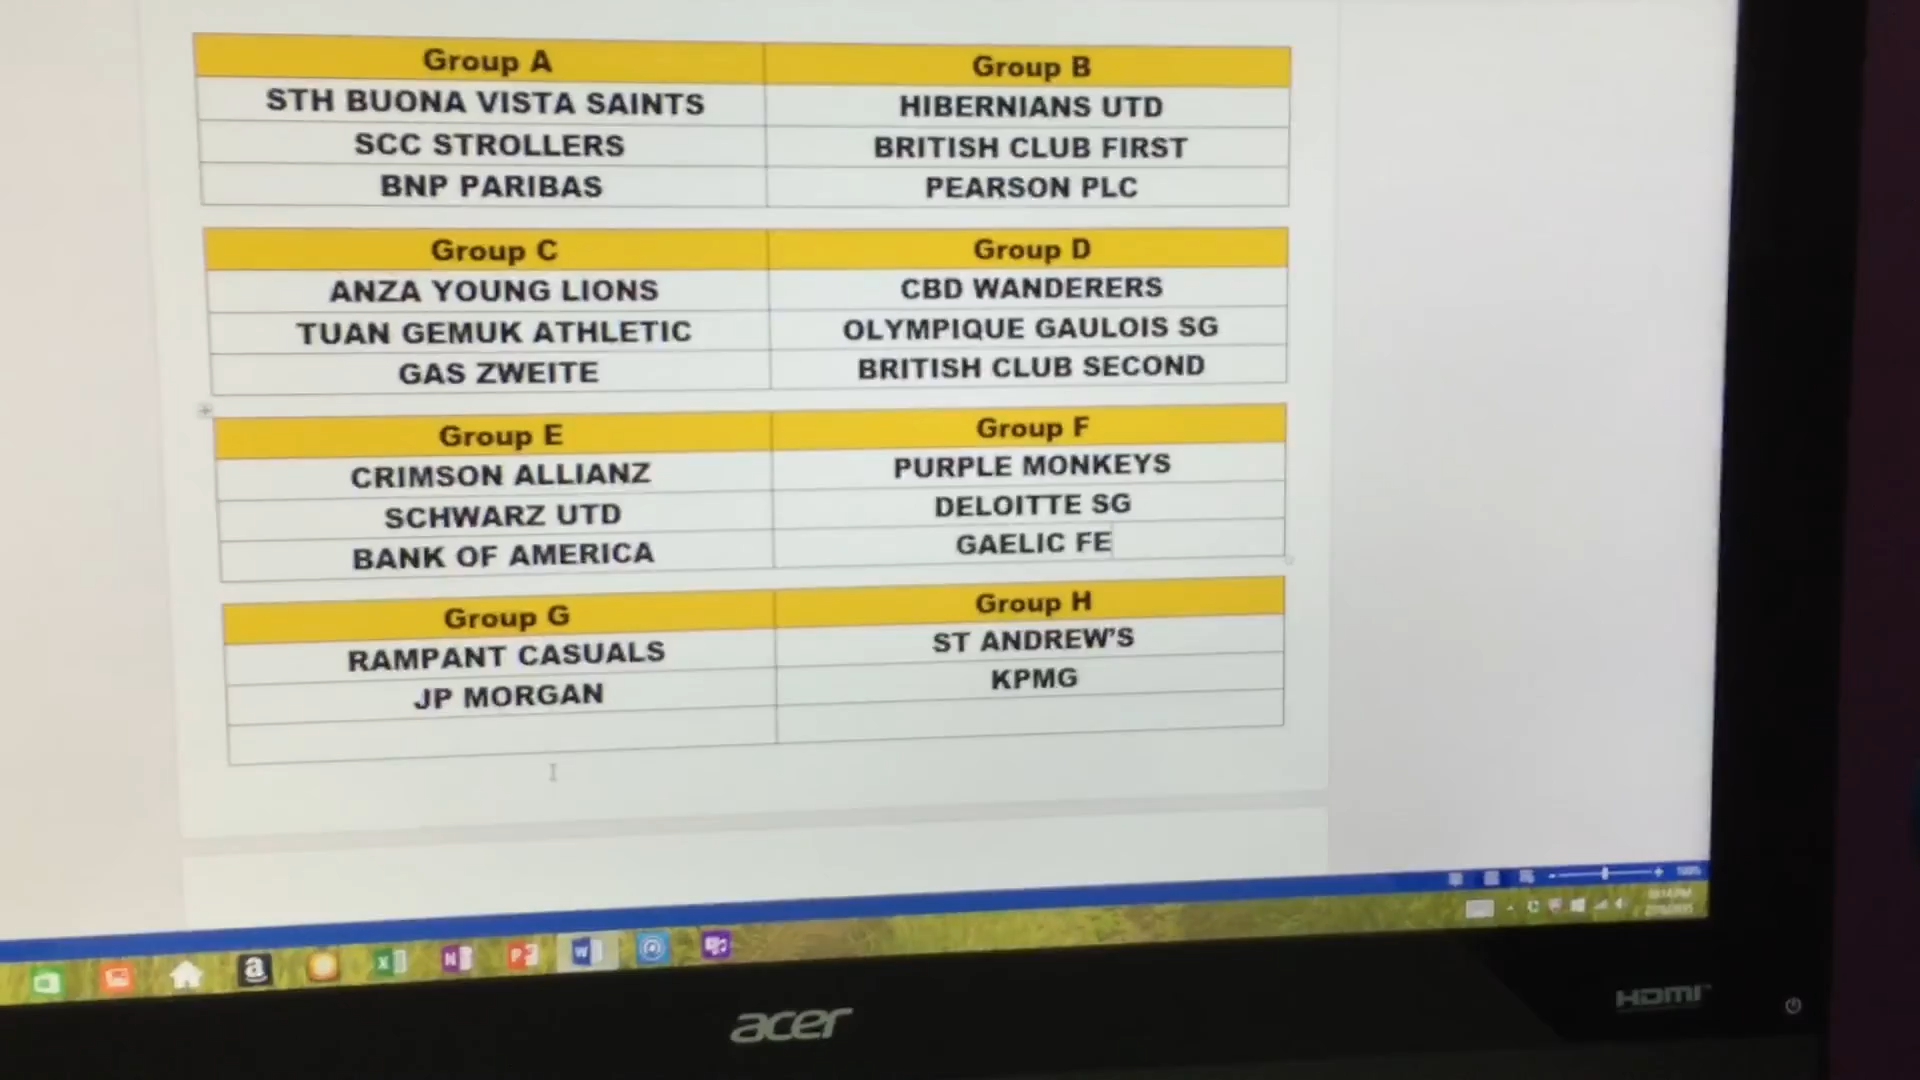 Group A Group B
STH BUONA VISTA SAINTS HIBERNIANS UTD
SCC STROLLERS BRITISH CLUB FIRST
BNP PARIBAS PEARSON PLC
Group C Group D
ANZA YOUNG LIONS CBD WANDERERS
TUAN GEMUK ATHLETIC OLYMPIQUE GAULOIS SG
GAS ZWEITE BRITISH CLUB SECOND
Group E Group F
CRIMSON ALLIANZ PURPLE MONKEYS
SCHWARZ UTD DELOITTE SG
BANK OF AMERICA GAELIC FE
Group G Group H
RAMPANT CASUALS ST ANDREW'S
JP MORGAN KPMG
100%
acer
HDMI